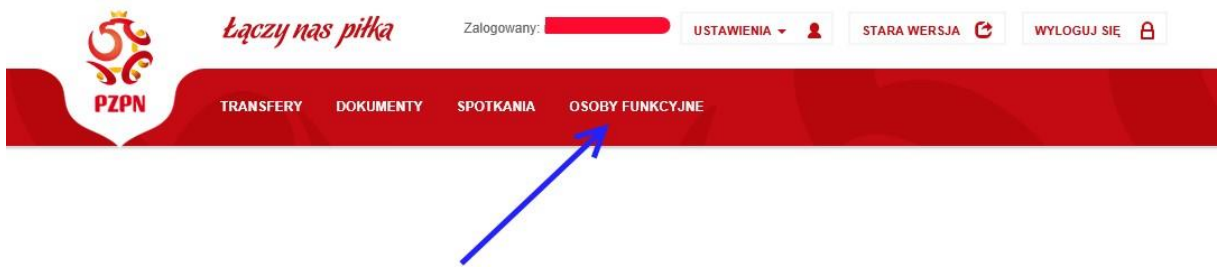 Łączy nas piłka
Zalogowany:
USTAWIENIA
STARA WERSJA
WYLOGUJ SIĘ
PZPN
TRANSFERY DOKUMENTY SPOTKANIA OSOBY FUNKCYJNE